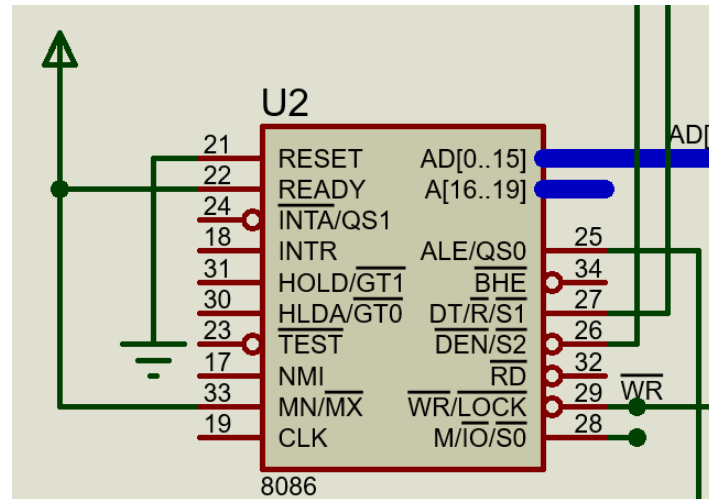 U2
21 RESET AD[0..15] AD[
22 READY A[16..19]
24 INTA/QS1
18 INTR ALE/QS0 25
31 HOLD/GT1 BHE 34
30 HLDA/GT0 DT/R/S1 27
23 TEST DEN/S2 26
17 NMI RD 32
33 MN/MX WR/LOCK 29 WR
19 CLK M/IO/S0 28
8086